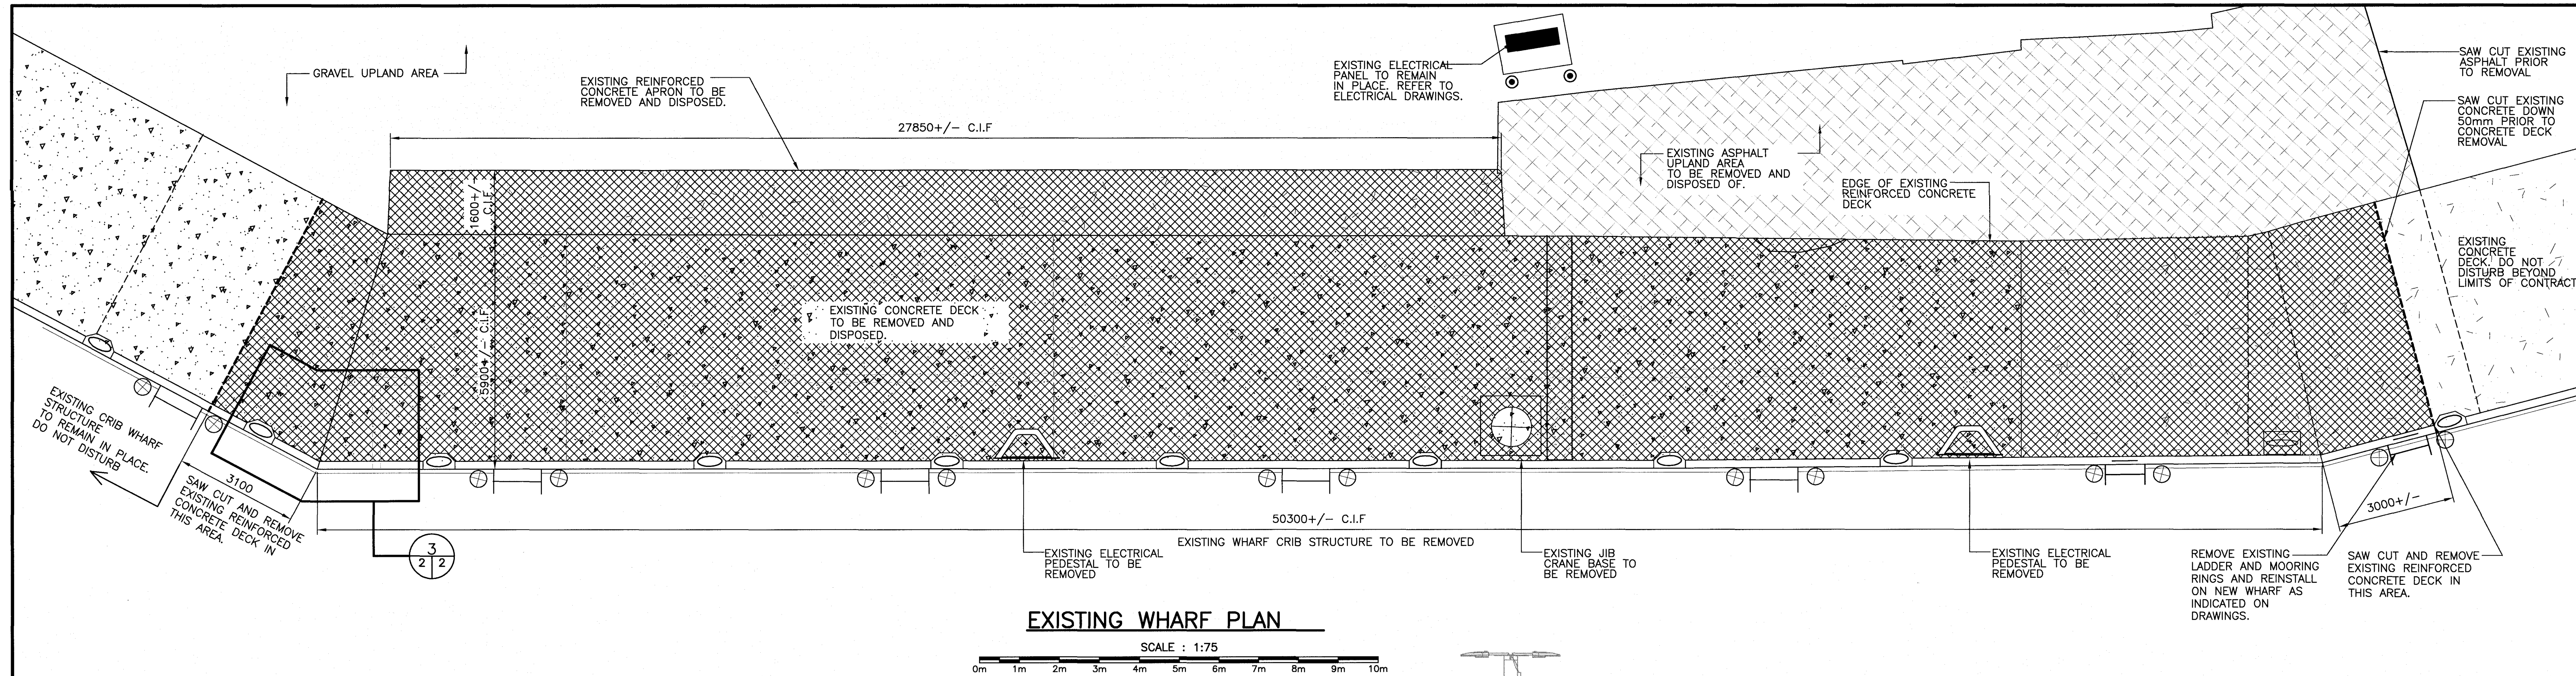 GRAVEL UPLAND AREA
EXISTING REINFORCED
CONCRETE APRON TO BE
REMOVED AND DISPOSED.
27850+/- C.I.F
EXISTING ELECTRICAL
PANEL TO REMAIN
IN PLACE. REFER TO
ELECTRICAL DRAWINGS.
SAW CUT EXISTING
ASPHALT PRIOR
TO REMOVAL
SAW CUT EXISTING
CONCRETE DOWN
50mm PRIOR TO
CONCRETE DECK
REMOVAL
EXISTING ASPHALT
UPLAND AREA
TO BE REMOVED AND
DISPOSED OF.
EDGE OF EXISTING
REINFORCED CONCRETE
DECK
1600+/-
C.I.F.
5900+/- C.I.F.
EXISTING CONCRETE DECK
TO BE REMOVED AND
DISPOSED.
EXISTING
CONCRETE
DECK. DO NOT
DISTURB BEYOND
LIMITS OF CONTRACT
EXISTING CRIB WHARF
STRUCTURE
TO REMAIN IN PLACE.
DO NOT DISTURB
3100
SAW CUT AND REMOVE
EXISTING REINFORCED
CONCRETE DECK IN
THIS AREA.
3
2 2
50300+/- C.I.F
EXISTING WHARF CRIB STRUCTURE TO BE REMOVED
3000+/-
EXISTING ELECTRICAL
PEDESTAL TO BE
REMOVED
EXISTING JIB
CRANE BASE TO
BE REMOVED
EXISTING ELECTRICAL
PEDESTAL TO BE
REMOVED
REMOVE EXISTING
LADDER AND MOORING
RINGS AND REINSTALL
ON NEW WHARF AS
INDICATED ON
DRAWINGS.
SAW CUT AND REMOVE
EXISTING REINFORCED
CONCRETE DECK IN
THIS AREA.
EXISTING WHARF PLAN
SCALE : 1:75
0m 1m 2m 3m 4m 5m 6m 7m 8m 9m 10m